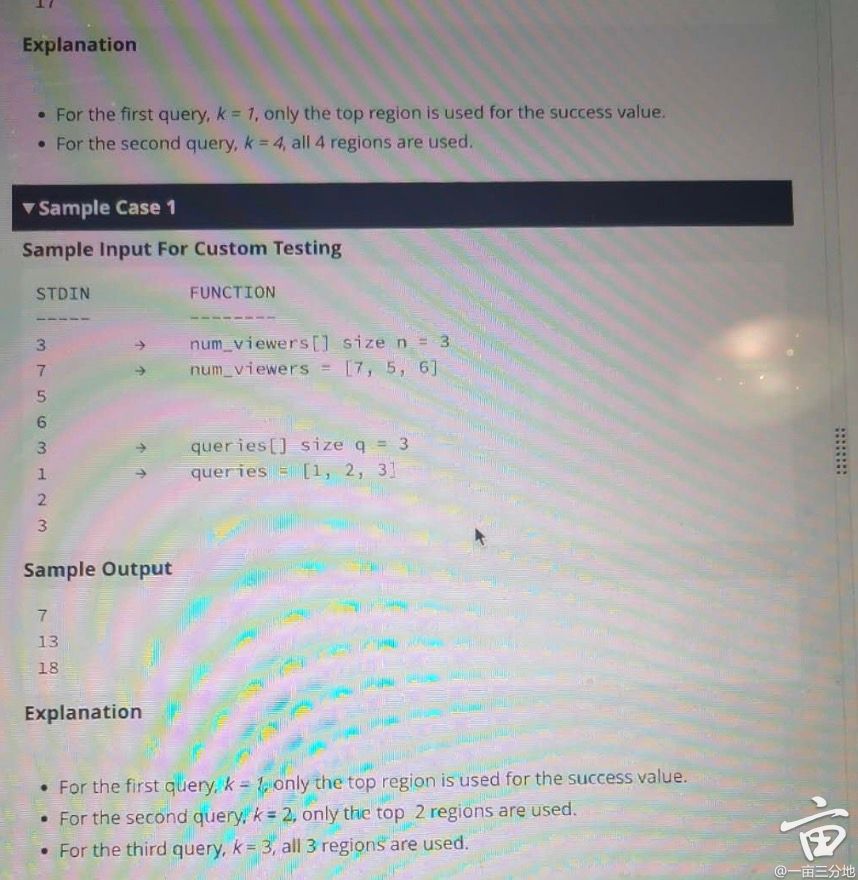 17
Explanation
• For the first query, k = 1, only the top region is used for the success value.
• For the second query, k = 4, all 4 regions are used.
▼ Sample Case 1
Sample Input For Custom Testing
STDIN FUNCTION
----- --------
3 → num_viewers[] size n = 3
7 → num_viewers = [7, 5, 6]
5
6
3 → queries[] size q = 3
1 → queries = [1, 2, 3]
2
3
Sample Output
7
13
18
Explanation
• For the first query, k = 1, only the top region is used for the success value.
• For the second query, k = 2, only the top 2 regions are used.
• For the third query, k = 3, all 3 regions are used.
亩
@一亩三分地